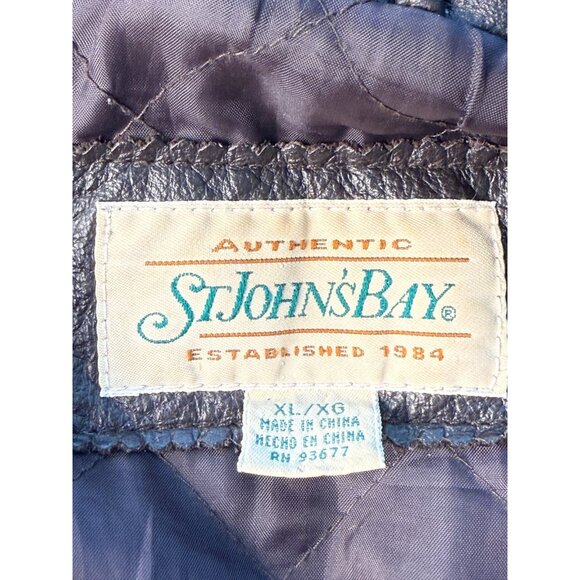 AUTHENTIC
ST JOHN'S BAY®
ESTABLISHED 1984
XL/XG
MADE IN CHINA
HECHO EN CHINA
RN 93677